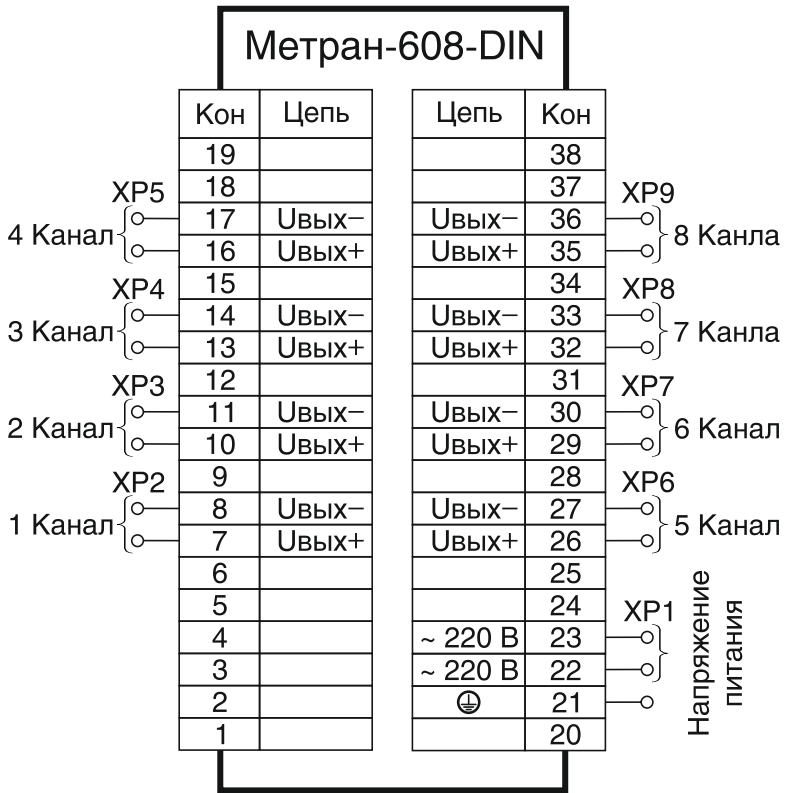 Метран-608-DIN
Кон Цепь Цепь Кон
19 38
18 37
XP5 XP9
17 Uвых− Uвых− 36
4 Канал 8 Канла
16 Uвых+ Uвых+ 35
15 34
XP4 XP8
14 Uвых− Uвых− 33
3 Канал 7 Канла
13 Uвых+ Uвых+ 32
12 31
XP3 XP7
11 Uвых− Uвых− 30
2 Канал 6 Канал
10 Uвых+ Uвых+ 29
9 28
XP2 XP6
8 Uвых− Uвых− 27
1 Канал 5 Канал
7 Uвых+ Uвых+ 26
6 25
5 24
XP1
4 ~ 220 В 23
3 ~ 220 В 22
2 21
1 20
Напряжение
питания